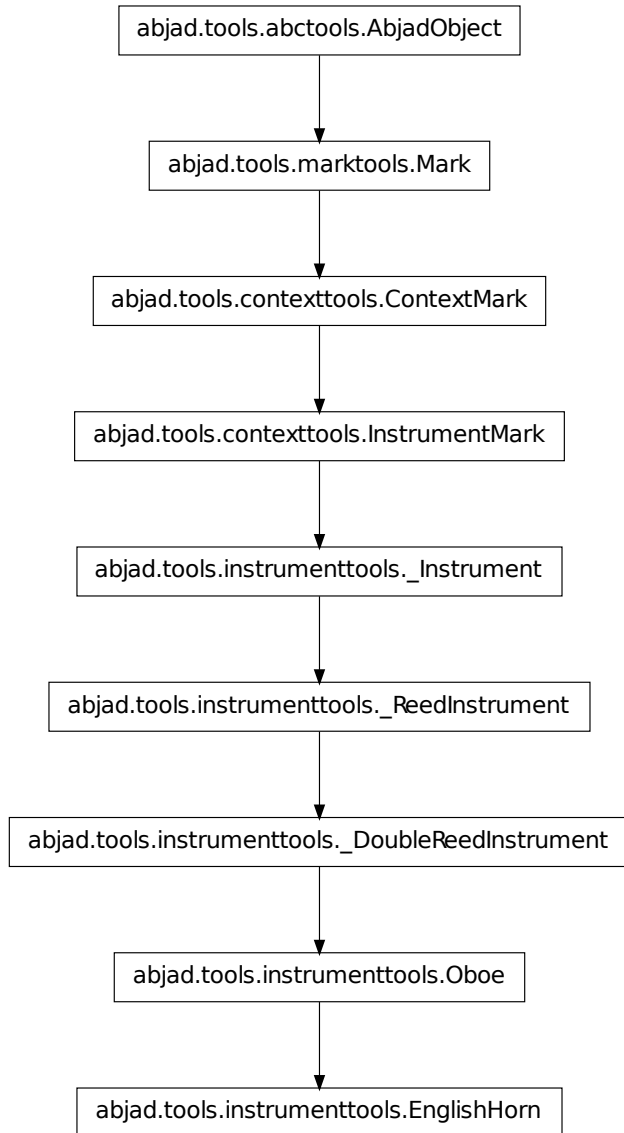 abjad.tools.abctools.AbjadObject
abjad.tools.marktools.Mark
abjad.tools.contexttools.ContextMark
abjad.tools.contexttools.InstrumentMark
abjad.tools.instrumenttools._Instrument
abjad.tools.instrumenttools._ReedInstrument
abjad.tools.instrumenttools._DoubleReedInstrument
abjad.tools.instrumenttools.Oboe
abjad.tools.instrumenttools.EnglishHorn